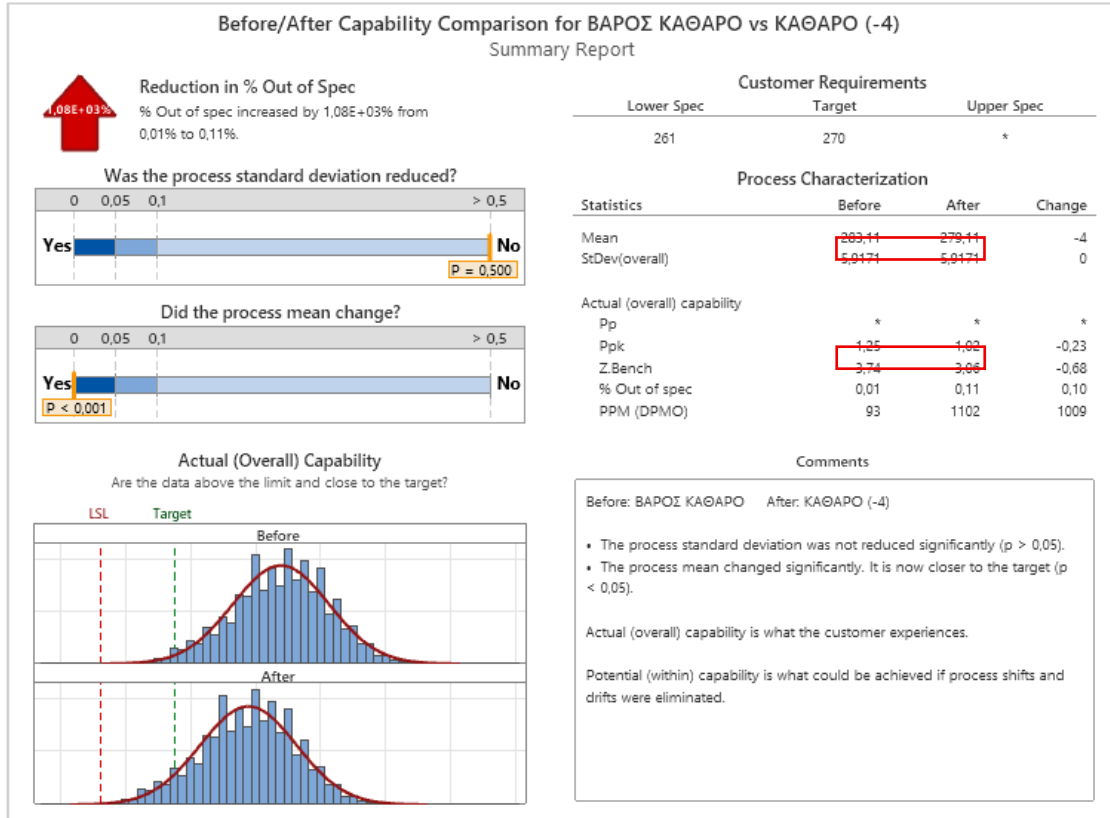 Before/After Capability Comparison for ΒΑΡΟΣ ΚΑΘΑΡΟ vs ΚΑΘΑΡΟ (-4)
Summary Report
1,08E+03%
Reduction in % Out of Spec
% Out of spec increased by 1,08E+03% from
0,01% to 0,11%.
Was the process standard deviation reduced?
0 0,05 0,1 > 0,5
Yes No
P = 0,500
Did the process mean change?
0 0,05 0,1 > 0,5
Yes No
P < 0,001
Actual (Overall) Capability
Are the data above the limit and close to the target?
LSL Target
Before
After
Customer Requirements
Lower Spec Target Upper Spec
261 270 *
Process Characterization
Statistics Before After Change
Mean 283,11 279,11 -4
StDev(overall) 5,9171 5,9171 0
Actual (overall) capability
Pp * * *
Ppk 1,25 1,02 -0,23
Z.Bench 3,74 3,06 -0,68
% Out of spec 0,01 0,11 0,10
PPM (DPMO) 93 1102 1009
Comments
Before: ΒΑΡΟΣ ΚΑΘΑΡΟ After: ΚΑΘΑΡΟ (-4)
• The process standard deviation was not reduced significantly (p > 0,05).
• The process mean changed significantly. It is now closer to the target (p
< 0,05).
Actual (overall) capability is what the customer experiences.
Potential (within) capability is what could be achieved if process shifts and
drifts were eliminated.